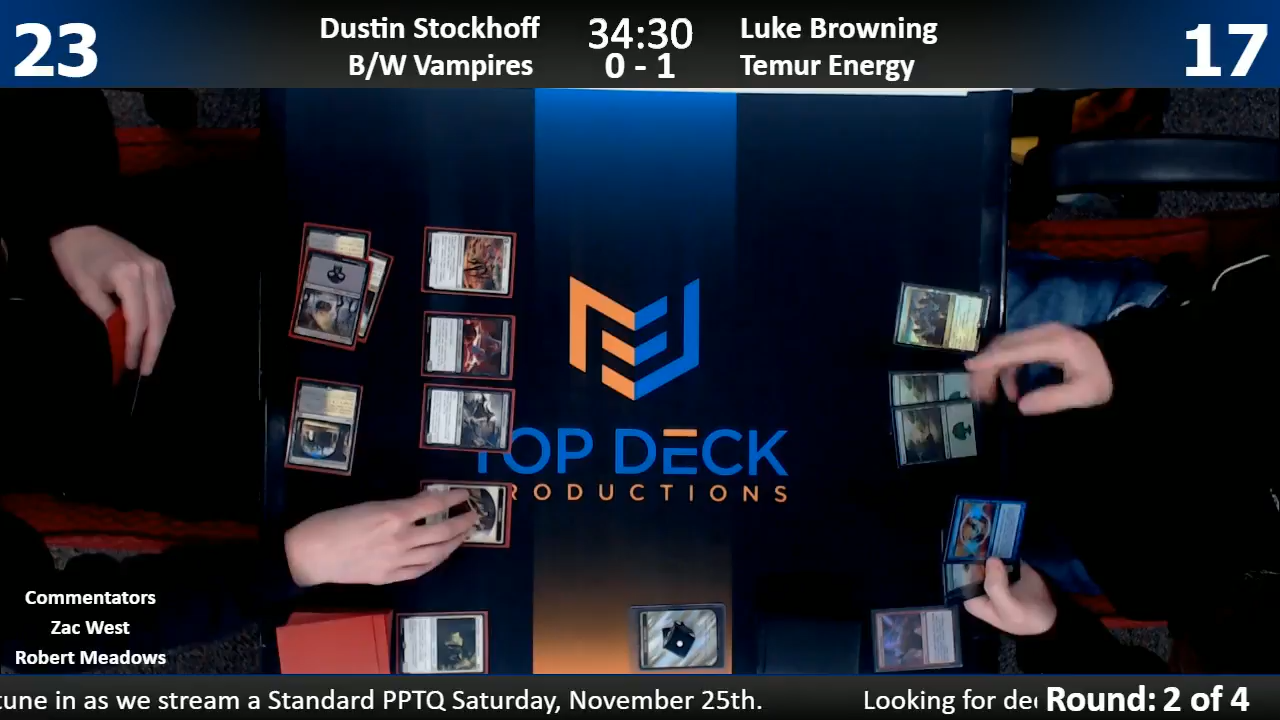 23
Dustin Stockhoff
B/W Vampires
34:30
0 - 1
Luke Browning
Temur Energy
17
TOP DECK
PRODUCTIONS
Commentators
Zac West
Robert Meadows
tune in as we stream a Standard PPTQ Saturday, November 25th.
Looking for
Round: 2 of 4